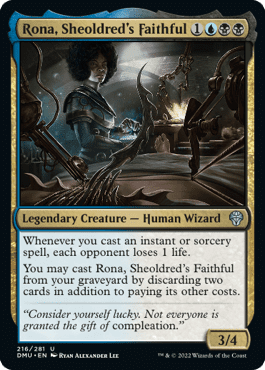 Rona, Sheoldred's Faithful 1
Legendary Creature — Human Wizard
Whenever you cast an instant or sorcery
spell, each opponent loses 1 life.
You may cast Rona, Sheoldred's Faithful
from your graveyard by discarding two
cards in addition to paying its other costs.
"Consider yourself lucky. Not everyone is
granted the gift of compleation."
3/4
216/281 U
DMU • EN Ryan Alexander Lee
™ & © 2022 Wizards of the Coast